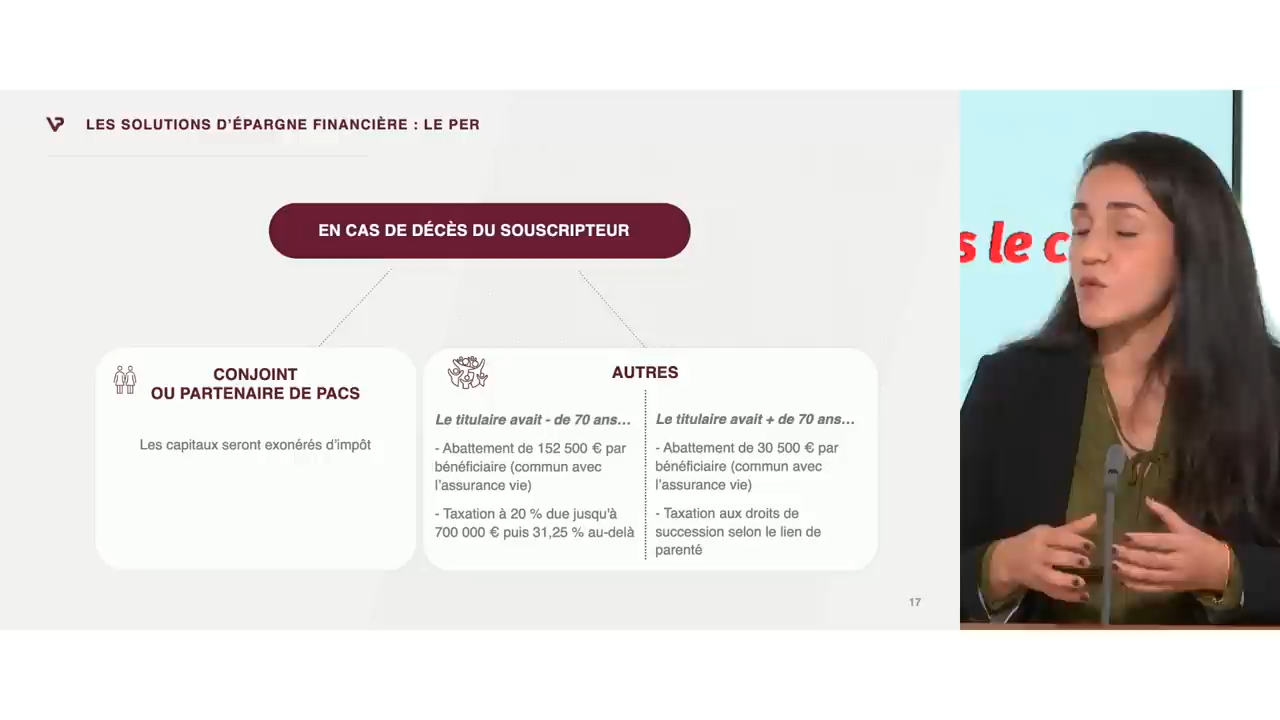 LES SOLUTIONS D'ÉPARGNE FINANCIÈRE : LE PER
EN CAS DE DÉCÈS DU SOUSCRIPTEUR
CONJOINT
OU PARTENAIRE DE PACS
Les capitaux seront exonérés d'impôt
AUTRES
Le titulaire avait - de 70 ans...
- Abattement de 152 500 € par
bénéficiaire (commun avec
l'assurance vie)
- Taxation à 20 % due jusqu'à
700 000 € puis 31,25 % au-delà
Le titulaire avait + de 70 ans...
- Abattement de 30 500 € par
bénéficiaire (commun avec
l'assurance vie)
- Taxation aux droits de
succession selon le lien de
parenté
17
s le c